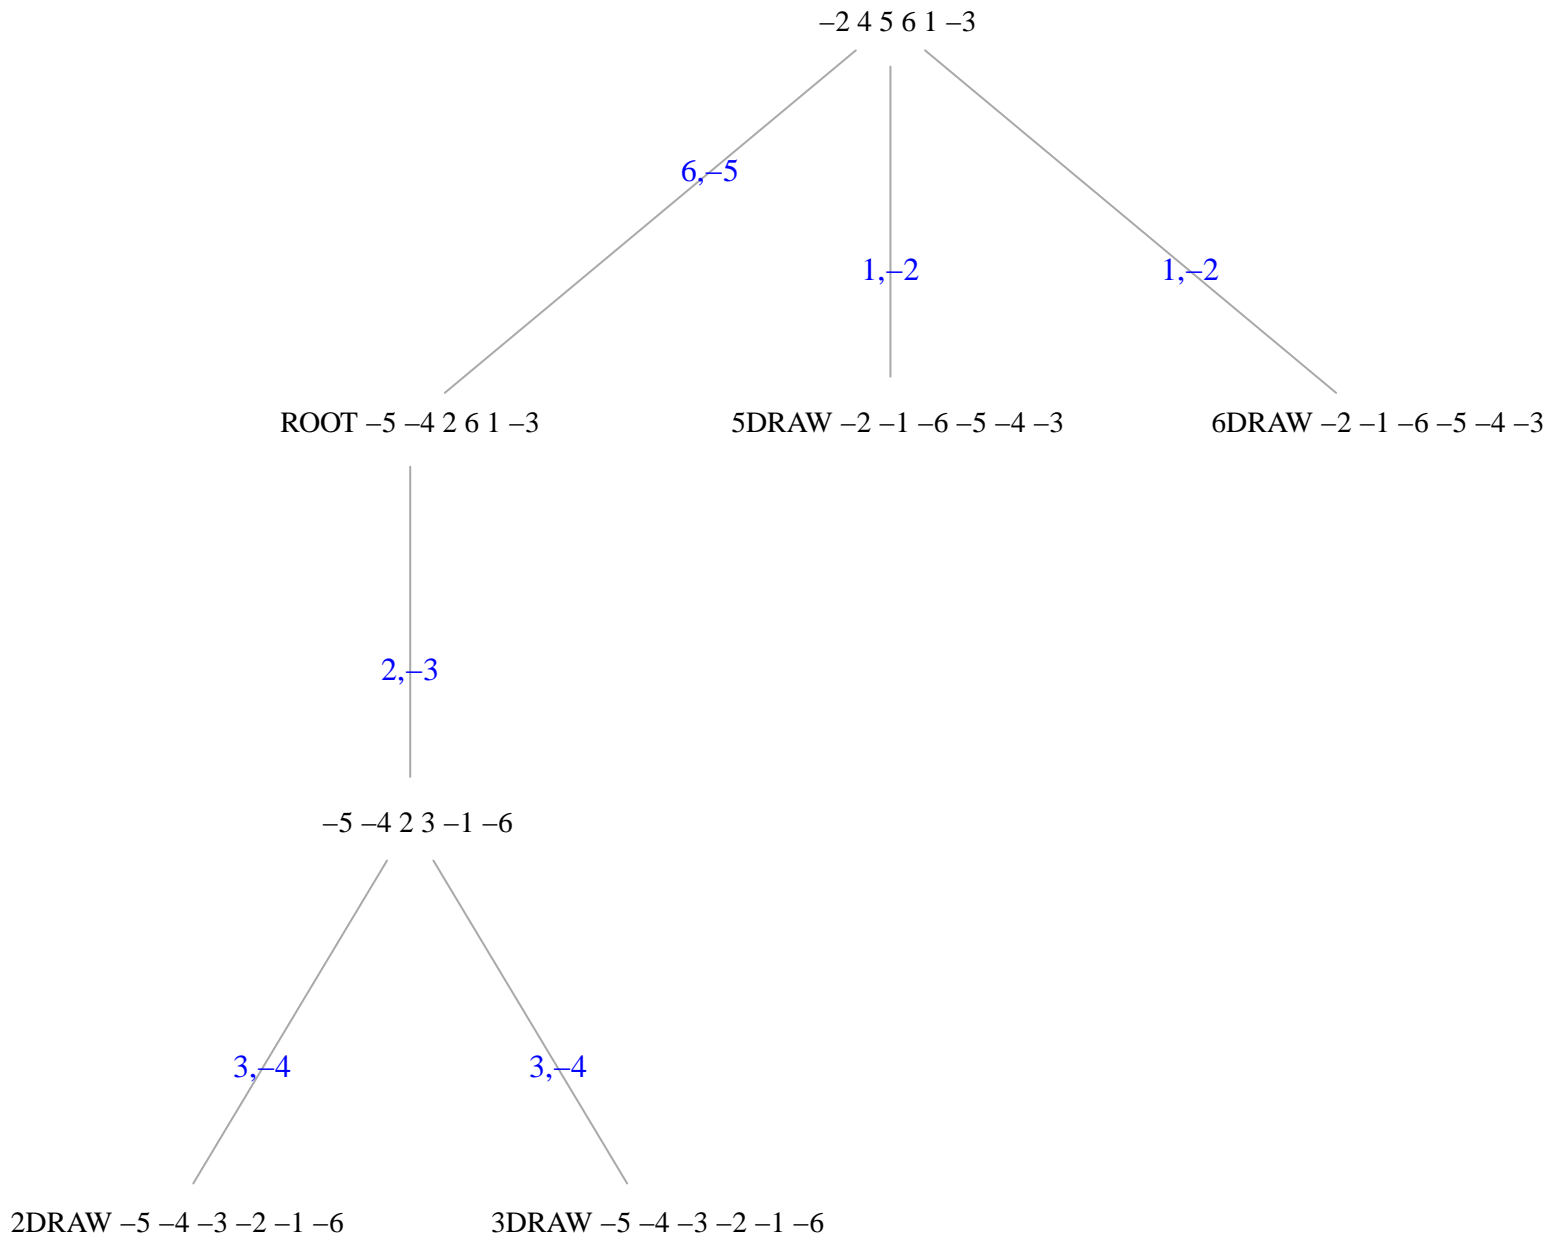 –2 4 5 6 1 –3
6,–5
1,–2
1,–2
ROOT –5 –4 2 6 1 –3
5DRAW –2 –1 –6 –5 –4 –3
6DRAW –2 –1 –6 –5 –4 –3
2,–3
–5 –4 2 3 –1 –6
3,–4
3,–4
2DRAW –5 –4 –3 –2 –1 –6
3DRAW –5 –4 –3 –2 –1 –6